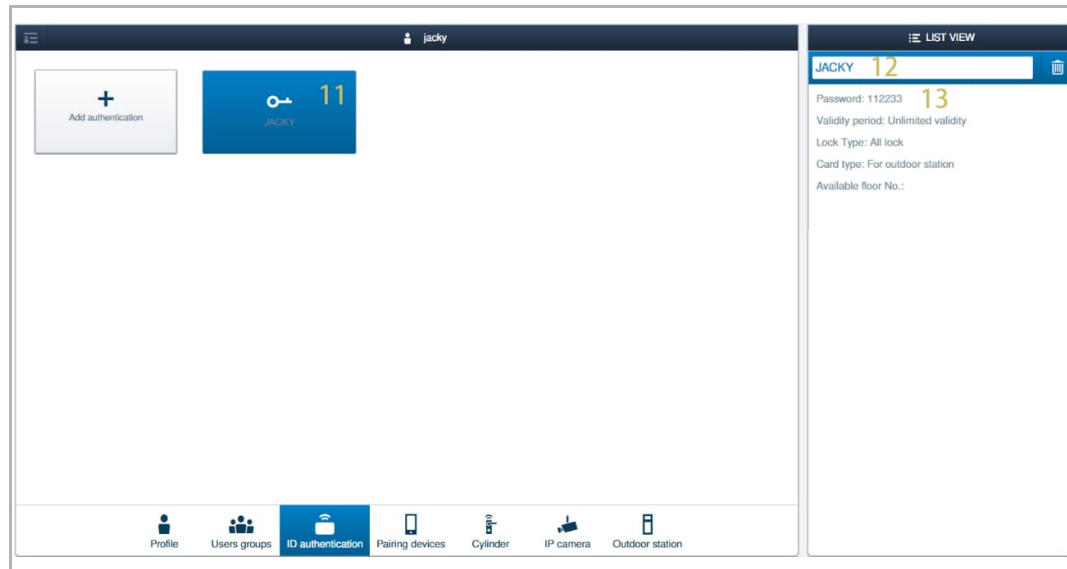 jacky
Add authentication
JACKY
11
Profile
Users groups
ID authentication
Pairing devices
Cylinder
IP camera
Outdoor station
LIST VIEW
JACKY 12
Password: 112233 13
Validity period: Unlimited validity
Lock Type: All lock
Card type: For outdoor station
Available floor No.: